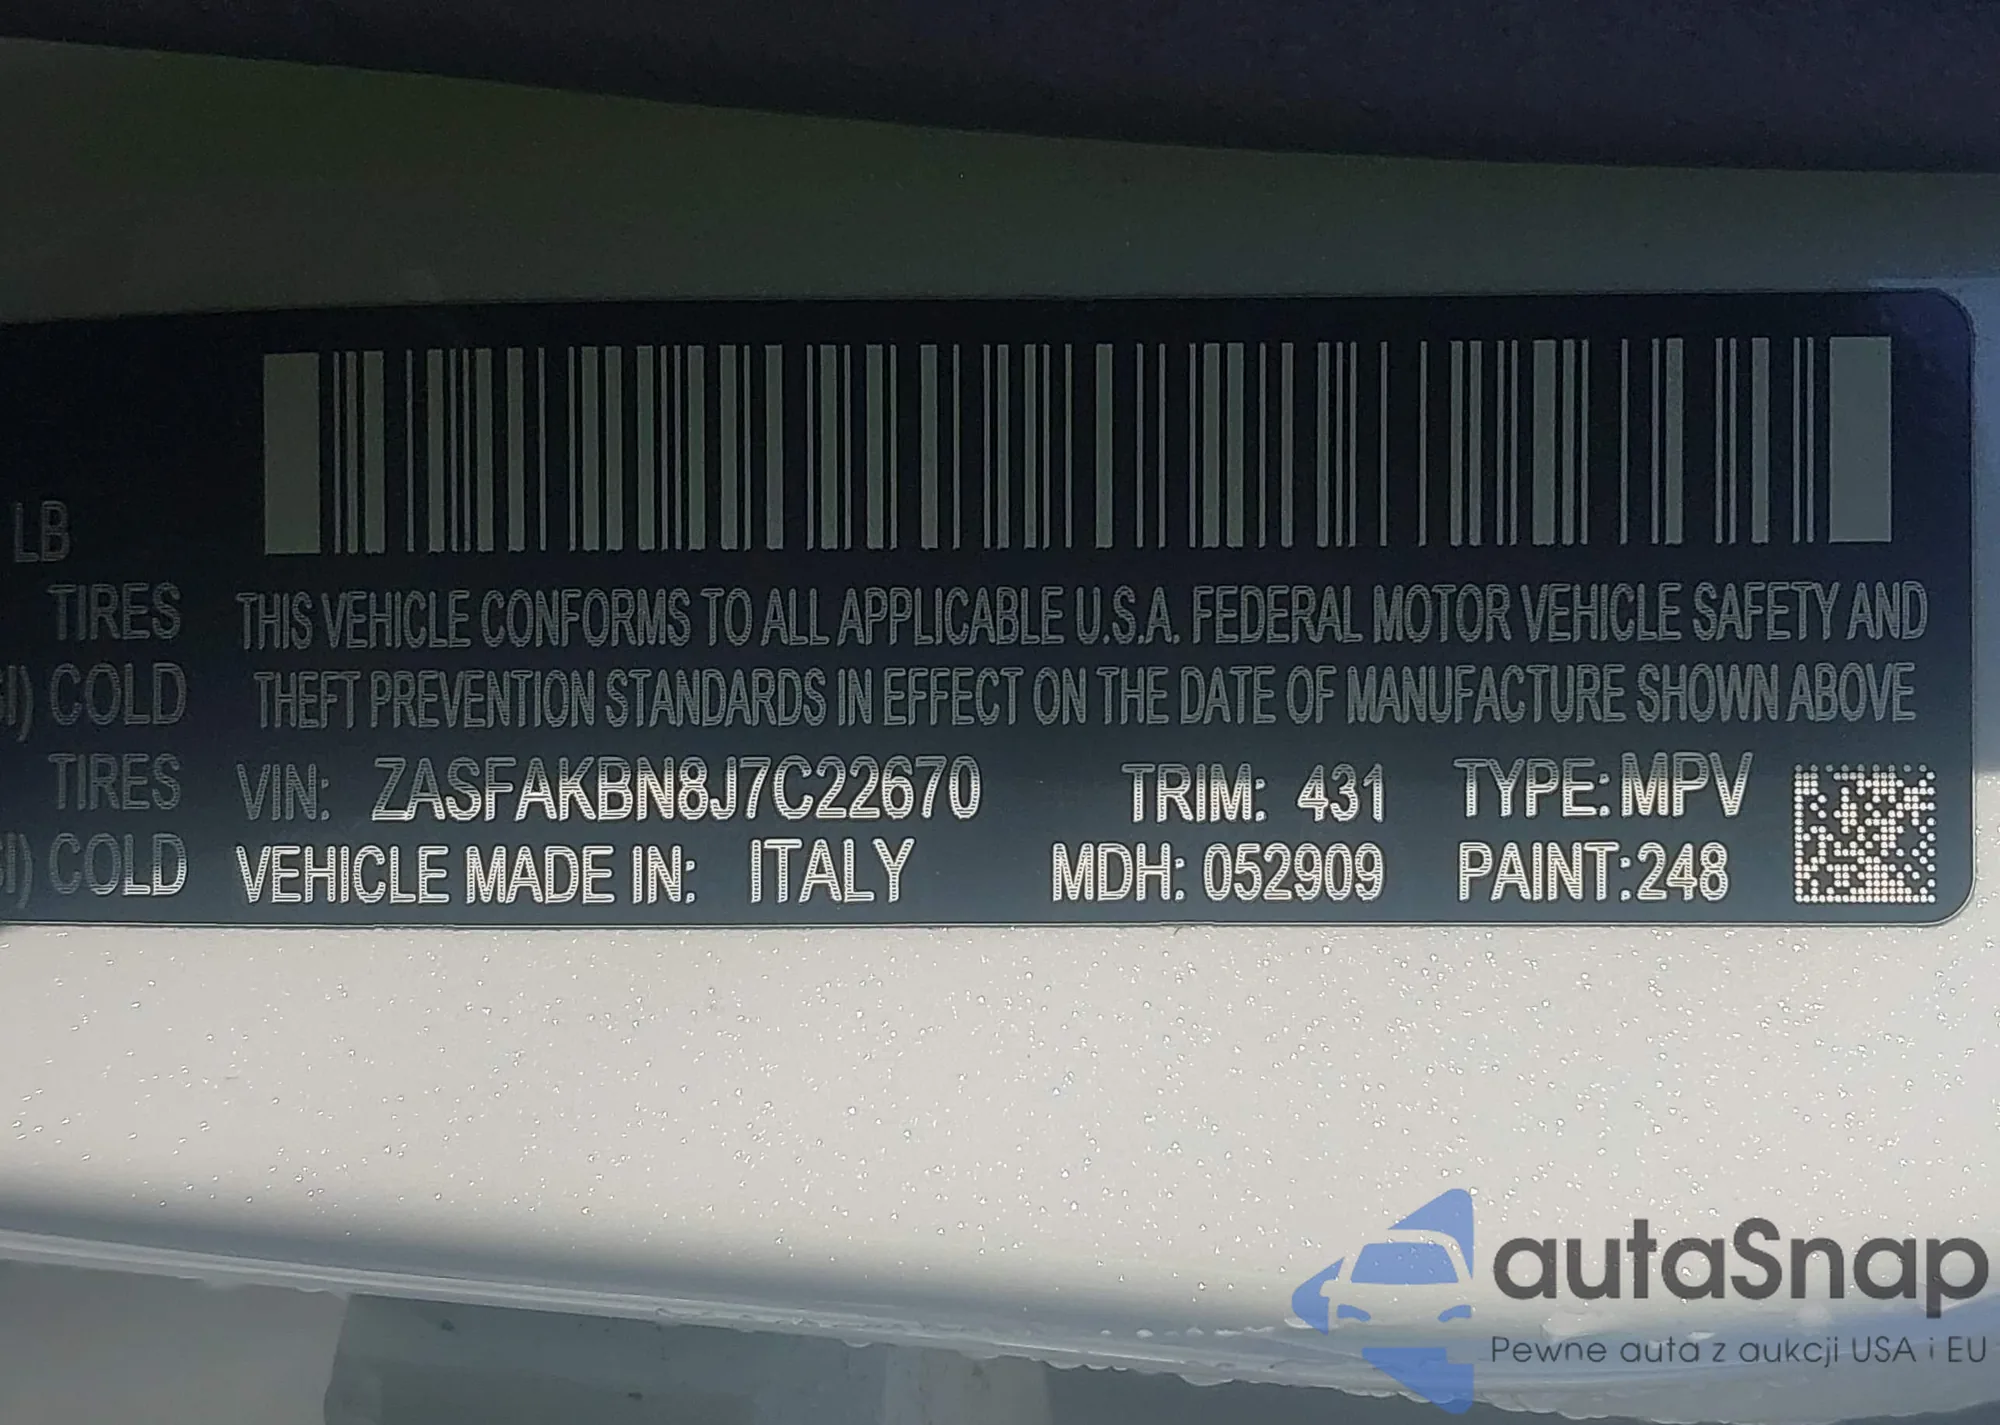 LB
TIRES THIS VEHICLE CONFORMS TO ALL APPLICABLE U.S.A. FEDERAL MOTOR VEHICLE SAFETY AND
SI) COLD THEFT PREVENTION STANDARDS IN EFFECT ON THE DATE OF MANUFACTURE SHOWN ABOVE
TIRES VIN: ZASFAKBN8J7C22670 TRIM: 431 TYPE: MPV
SI) COLD VEHICLE MADE IN: ITALY MDH: 052909 PAINT:248
autaSnap
Pewne auta z aukcji USA i EU